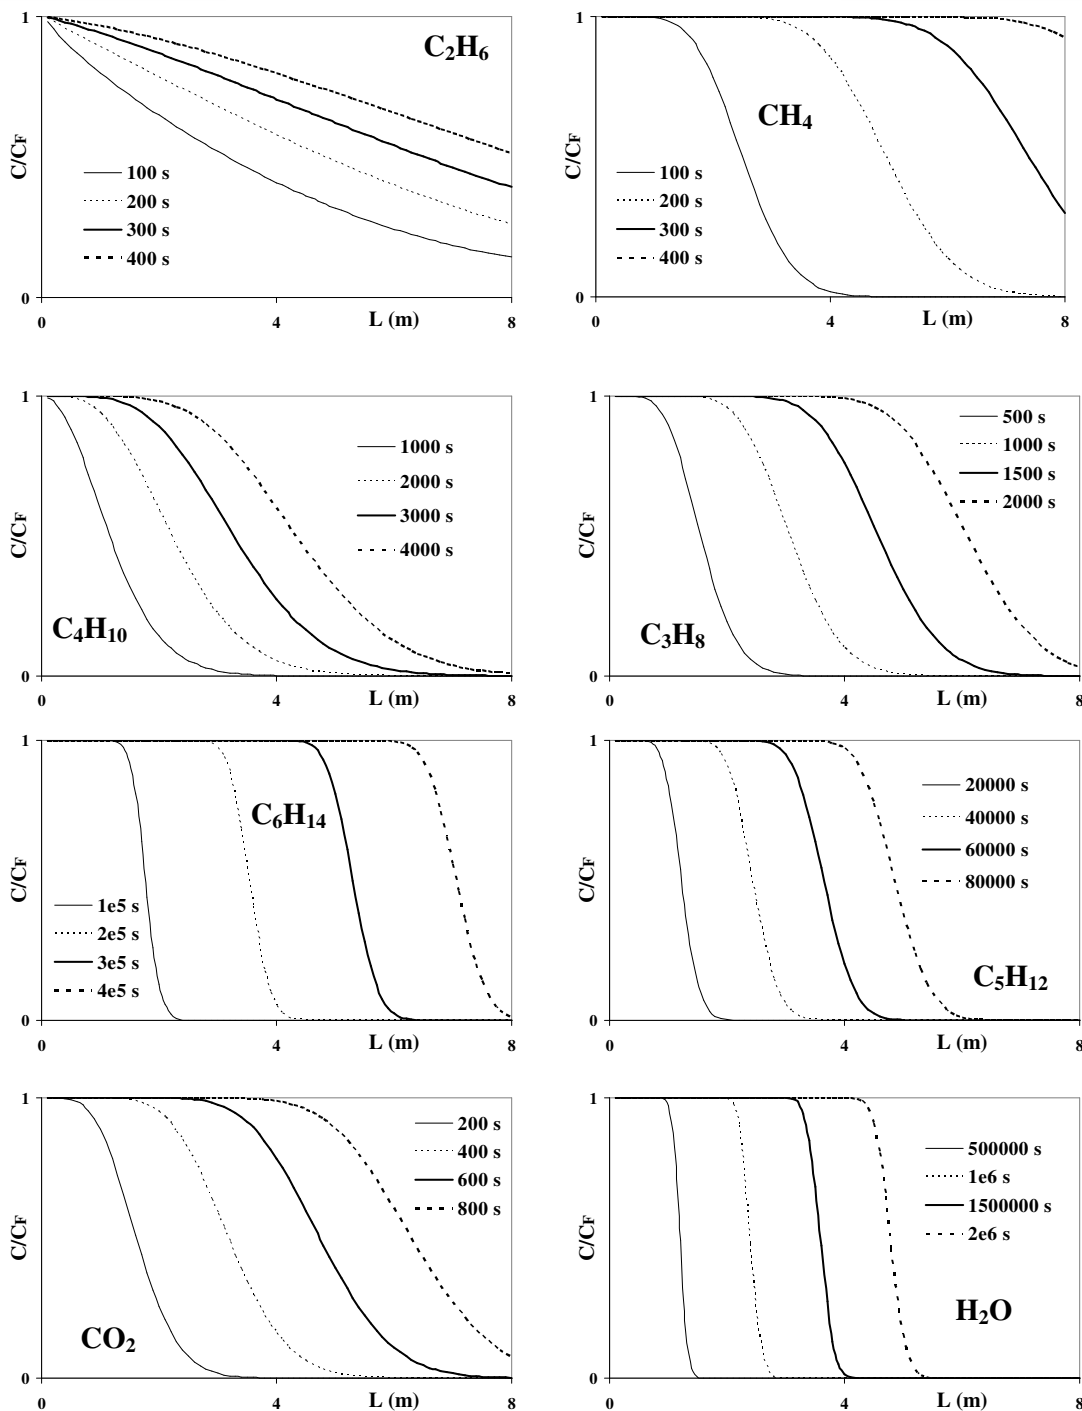 1
C₂H₆
C/CF
100 s
200 s
300 s
400 s
0
0
4
L (m)
8
1
CH₄
C/CF
100 s
200 s
300 s
400 s
0
0
4
L (m)
8
1
1000 s
2000 s
3000 s
4000 s
C/CF
C₄H₁₀
0
0
4
L (m)
8
1
500 s
1000 s
1500 s
2000 s
C/CF
C₃H₈
0
0
4
L (m)
8
1
C₆H₁₄
C/CF
1e5 s
2e5 s
3e5 s
4e5 s
0
0
4
L (m)
8
1
20000 s
40000 s
60000 s
80000 s
C/CF
C₅H₁₂
0
0
4
L (m)
8
1
200 s
400 s
600 s
800 s
C/CF
CO₂
0
0
4
L (m)
8
1
500000 s
1e6 s
1500000 s
2e6 s
C/CF
H₂O
0
0
4
L (m)
8